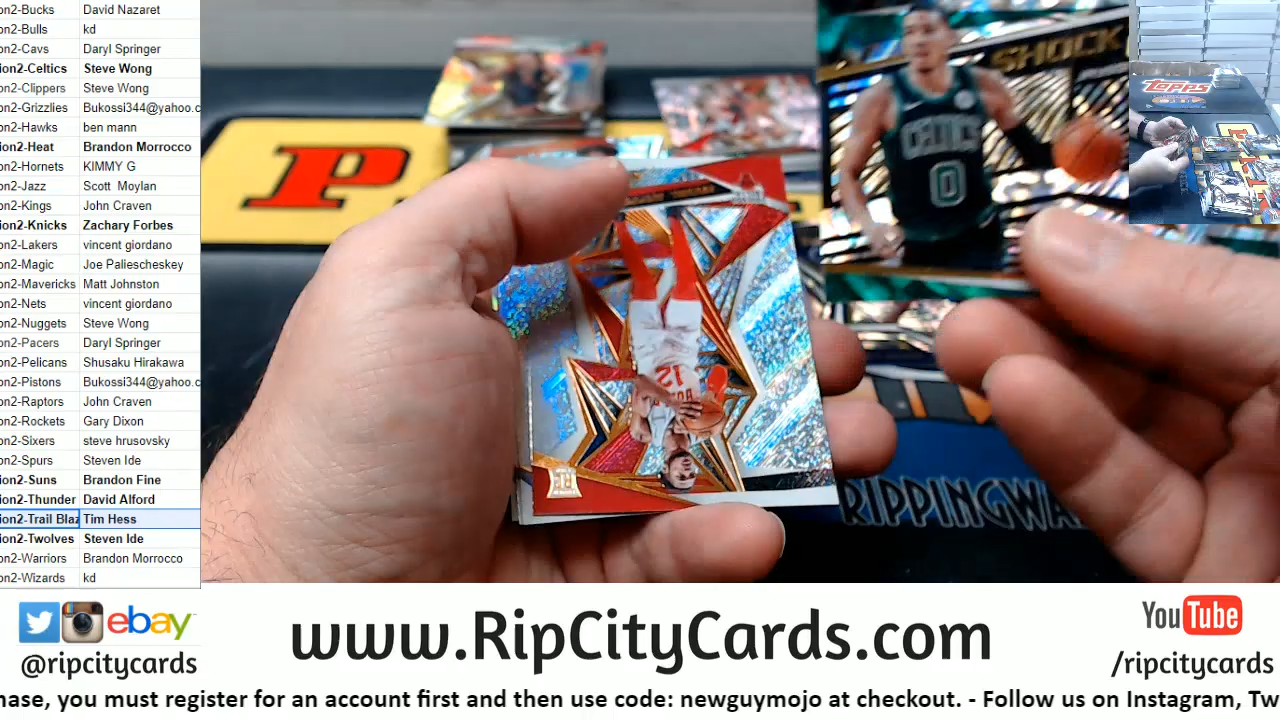 on2-Bucks David Nazaret
on2-Bulls kd
on2-Cavs Daryl Springer
ion2-Celtics Steve Wong
on2-Clippers Steve Wong
on2-Grizzlies Bukossi344@yahoo.c
on2-Hawks ben mann
ion2-Heat Brandon Morrocco
on2-Hornets KIMMY G
on2-Jazz Scott Moylan
on2-Kings John Craven
ion2-Knicks Zachary Forbes
on2-Lakers vincent giordano
on2-Magic Joe Paliescheskey
on2-Mavericks Matt Johnston
on2-Nets vincent giordano
on2-Nuggets Steve Wong
on2-Pacers Daryl Springer
on2-Pelicans Shusaku Hirakawa
on2-Pistons Bukossi344@yahoo.c
on2-Raptors John Craven
on2-Rockets Gary Dixon
on2-Sixers steve hrusovsky
on2-Spurs Steven Ide
ion2-Suns Brandon Fine
ion2-Thunder David Alford
ion2-Trail Blaz Tim Hess
ion2-Twolves Steven Ide
on2-Warriors Brandon Morrocco
on2-Wizards kd
SHOCK
CELTICS
0
Topps
P
12
RIPPINGWA
ebay
@ripcitycards
www.RipCityCards.com
YouTube
/ripcitycards
hase, you must register for an account first and then use code: newguymojo at checkout. - Follow us on Instagram, Tw